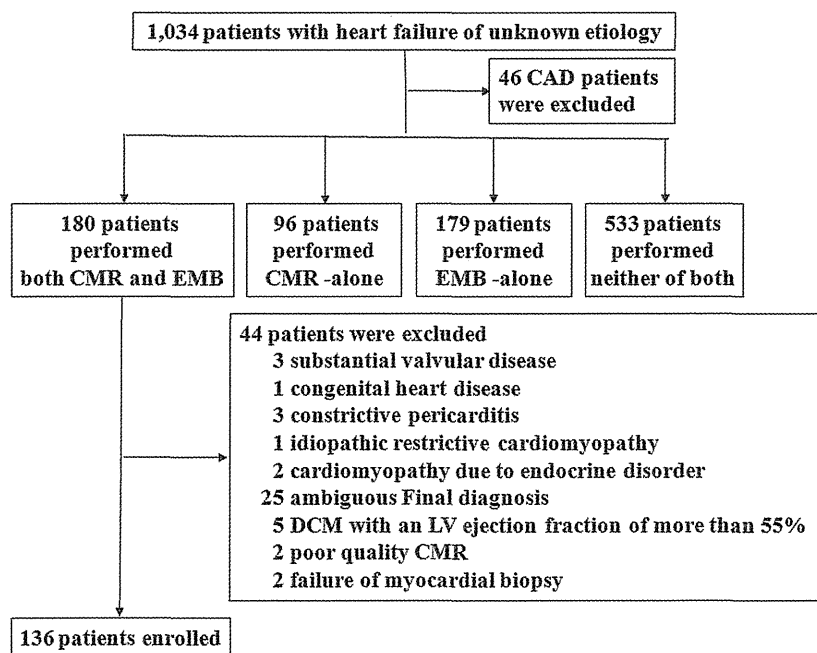 1,034 patients with heart failure of unknown etiology
46 CAD patients
were excluded
180 patients
performed
both CMR and EMB
96 patients
performed
CMR -alone
179 patients
performed
EMB -alone
533 patients
performed
neither of both
44 patients were excluded
3 substantial valvular disease
1 congenital heart disease
3 constrictive pericarditis
1 idiopathic restrictive cardiomyopathy
2 cardiomyopathy due to endocrine disorder
25 ambiguous Final diagnosis
5 DCM with an LV ejection fraction of more than 55%
2 poor quality CMR
2 failure of myocardial biopsy
136 patients enrolled